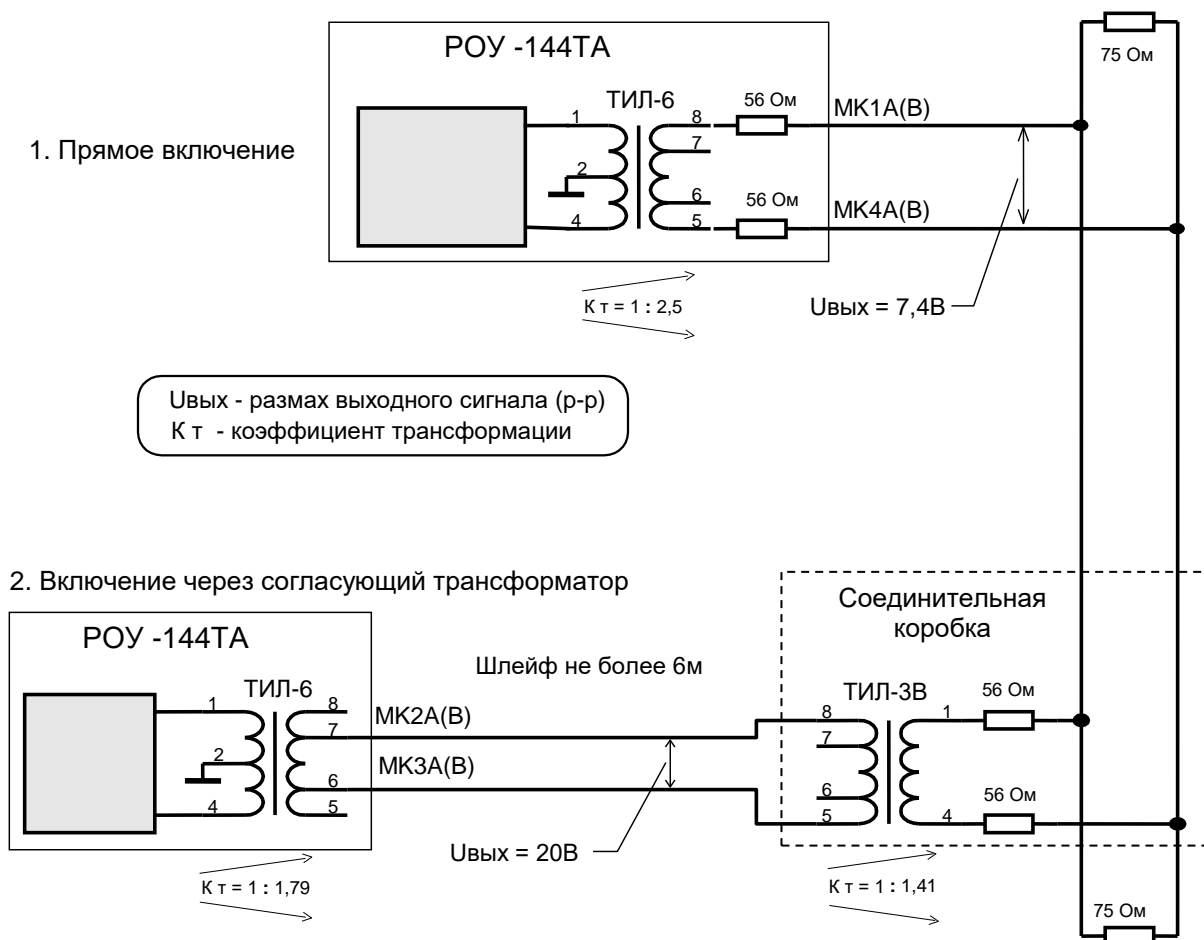 РОУ -144ТА
75 Ом
ТИЛ-6
56 Ом
МК1А(В)
1
8
7
2
6
56 Ом
МК4А(В)
4
5
1. Прямое включение
К т = 1 : 2,5
Uвых = 7,4В
Uвых - размах выходного сигнала (р-р)
К т - коэффициент трансформации
2. Включение через согласующий трансформатор
Соединительная
коробка
РОУ -144ТА
Шлейф не более 6м
ТИЛ-6
ТИЛ-3В
56 Ом
1
8
7
МК2А(В)
8
1
7
2
6
МК3А(В)
6
56 Ом
4
5
5
4
Uвых = 20В
К т = 1 : 1,79
К т = 1 : 1,41
75 Ом